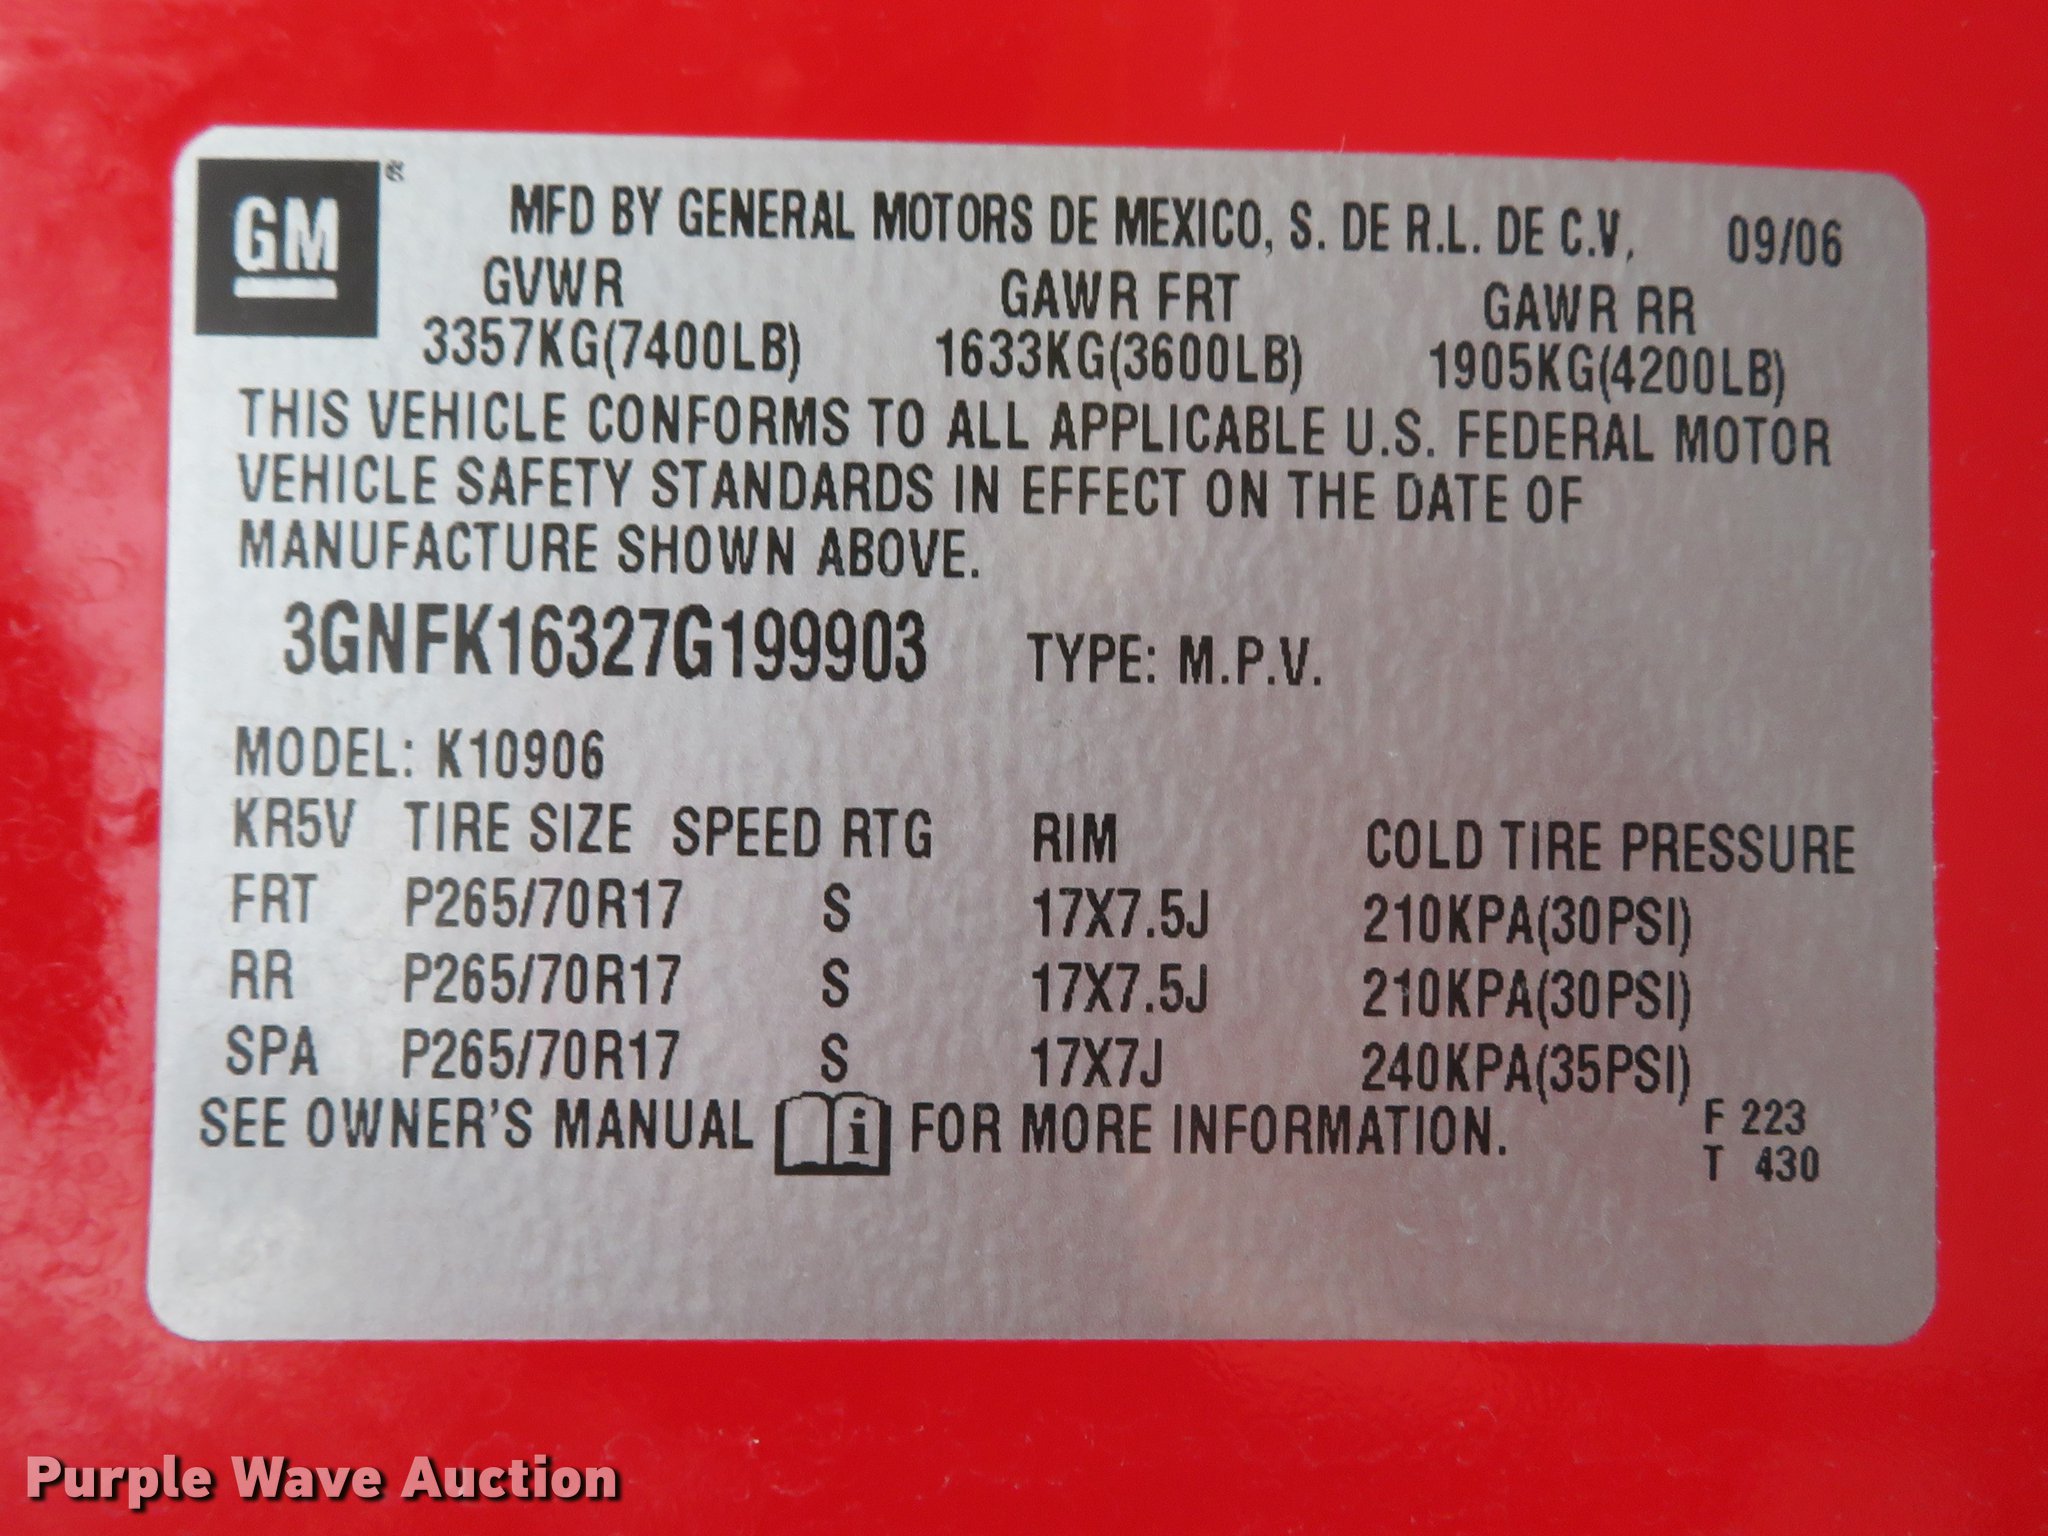 GM®
MFD BY GENERAL MOTORS DE MEXICO, S. DE R.L. DE C.V. 09/06
GVWR GAWR FRT GAWR RR
3357KG(7400LB) 1633KG(3600LB) 1905KG(4200LB)
THIS VEHICLE CONFORMS TO ALL APPLICABLE U.S. FEDERAL MOTOR
VEHICLE SAFETY STANDARDS IN EFFECT ON THE DATE OF
MANUFACTURE SHOWN ABOVE.
3GNFK16327G199903 TYPE: M.P.V.
MODEL: K10906
KR5V TIRE SIZE SPEED RTG RIM COLD TIRE PRESSURE
FRT P265/70R17 S 17X7.5J 210KPA(30PSI)
RR P265/70R17 S 17X7.5J 210KPA(30PSI)
SPA P265/70R17 S 17X7J 240KPA(35PSI)
SEE OWNER'S MANUAL i FOR MORE INFORMATION. F 223
T 430
Purple Wave Auction